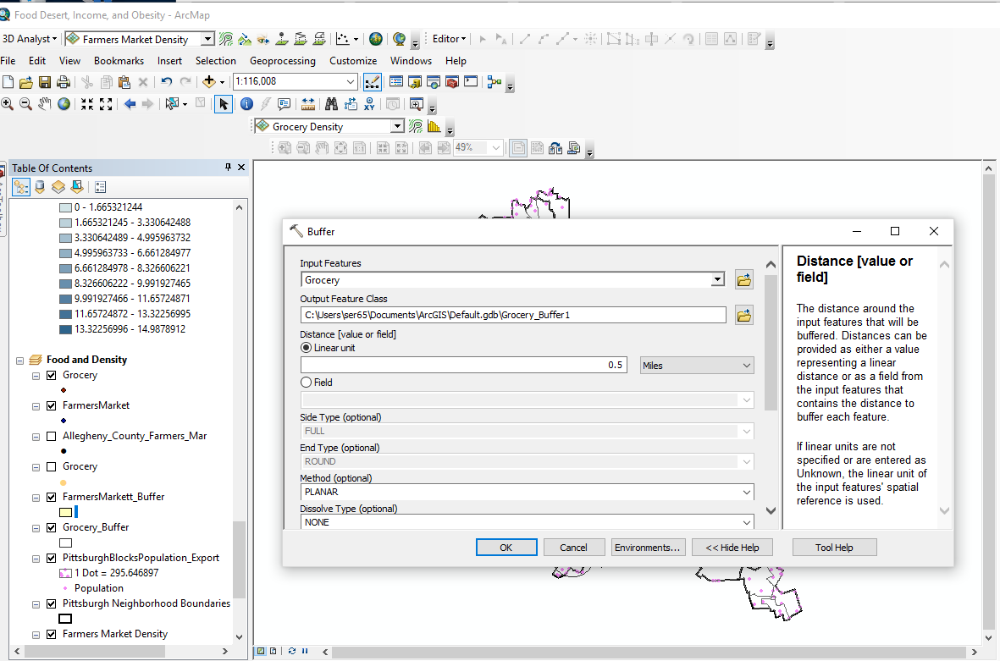 Food Desert, Income, and Obesity - ArcMap
3D Analyst
Farmers Market Density
Editor
File Edit View Bookmarks Insert Selection Geoprocessing Customize Windows Help
1:116,008
Grocery Density
49%
Table Of Contents
0 - 1.665321244
1.665321245 - 3.330642488
3.330642489 - 4.995963732
4.995963733 - 6.661284977
6.661284978 - 8.326606221
8.326606222 - 9.991927465
9.991927466 - 11.65724871
11.65724872 - 13.32256995
13.32256996 - 14.9878912
Food and Density
Grocery
FarmersMarket
Allegheny_County_Farmers_Mar
Grocery
FarmersMarkett_Buffer
Grocery_Buffer
PittsburghBlocksPopulation_Export
1 Dot = 295.646897
Population
Pittsburgh Neighborhood Boundaries
Farmers Market Density
Buffer
Input Features
Grocery
Output Feature Class
C:\Users\ser65\Documents\ArcGIS\Default.gdb\Grocery_Buffer1
Distance [value or field]
Linear unit
0.5
Miles
Field
Side Type (optional)
FULL
End Type (optional)
ROUND
Method (optional)
PLANAR
Dissolve Type (optional)
NONE
OK
Cancel
Environments...
<< Hide Help
Tool Help
Distance [value or
field]
The distance around the
input features that will be
buffered. Distances can be
provided as either a value
representing a linear
distance or as a field from
the input features that
contains the distance to
buffer each feature.
If linear units are not
specified or are entered as
Unknown, the linear unit of
the input features' spatial
reference is used.